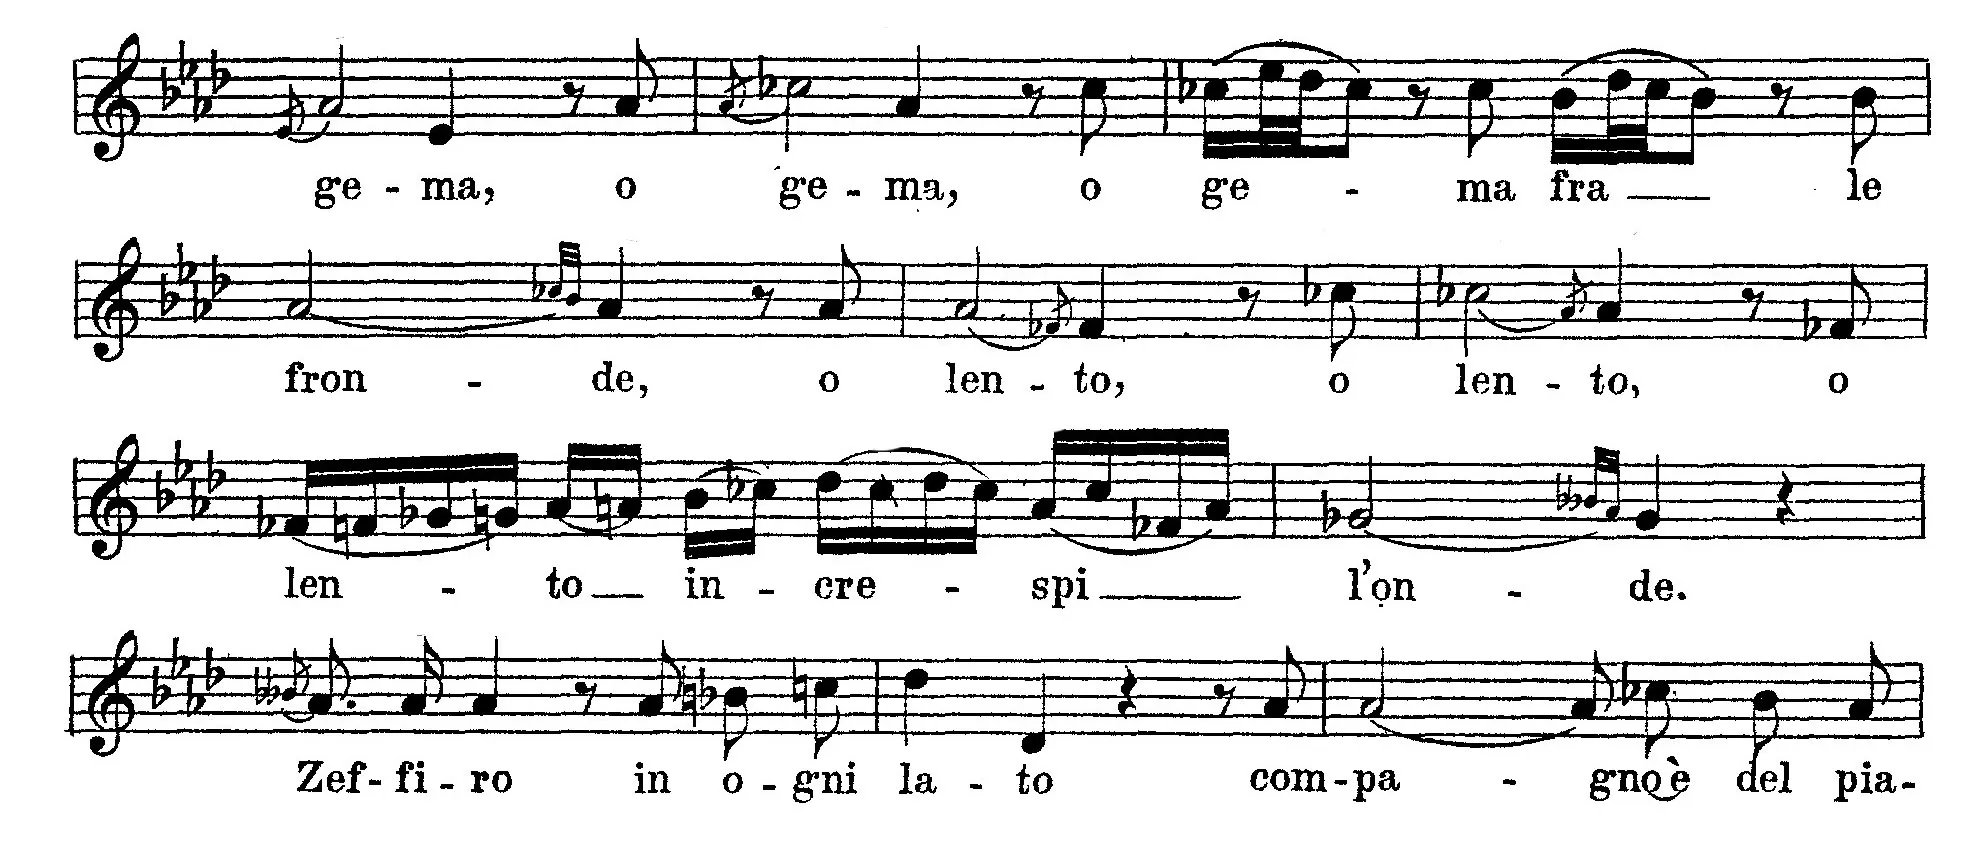 ge - ma, o ge - ma, o ge - ma fra le
fron - de, o len - to, o len - to, o
len - to in - cre - spi l'on - de.
Zef - fi - ro in o - gni la - to com - pa - gno è del pia -